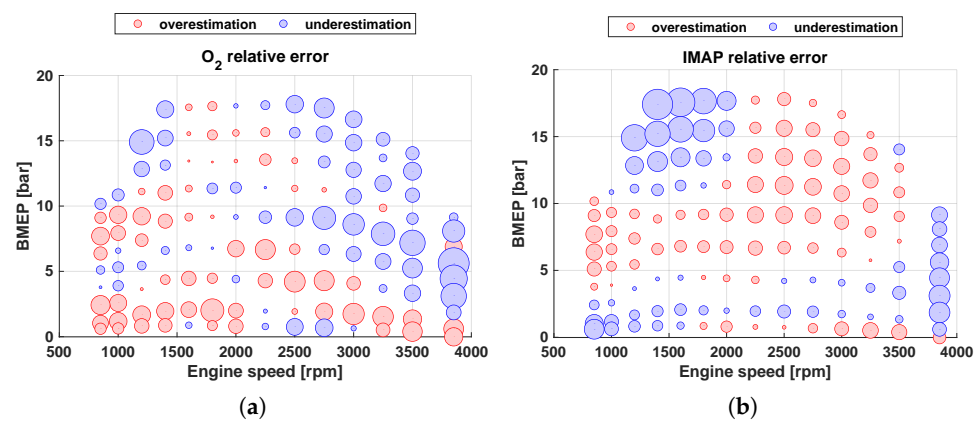 overestimation underestimation
O2 relative error
20
15
10
5
0
BMEP [bar]
500 1000 1500 2000 2500 3000 3500 4000
Engine speed [rpm]
(a)
overestimation underestimation
IMAP relative error
20
15
10
5
0
BMEP [bar]
500 1000 1500 2000 2500 3000 3500 4000
Engine speed [rpm]
(b)